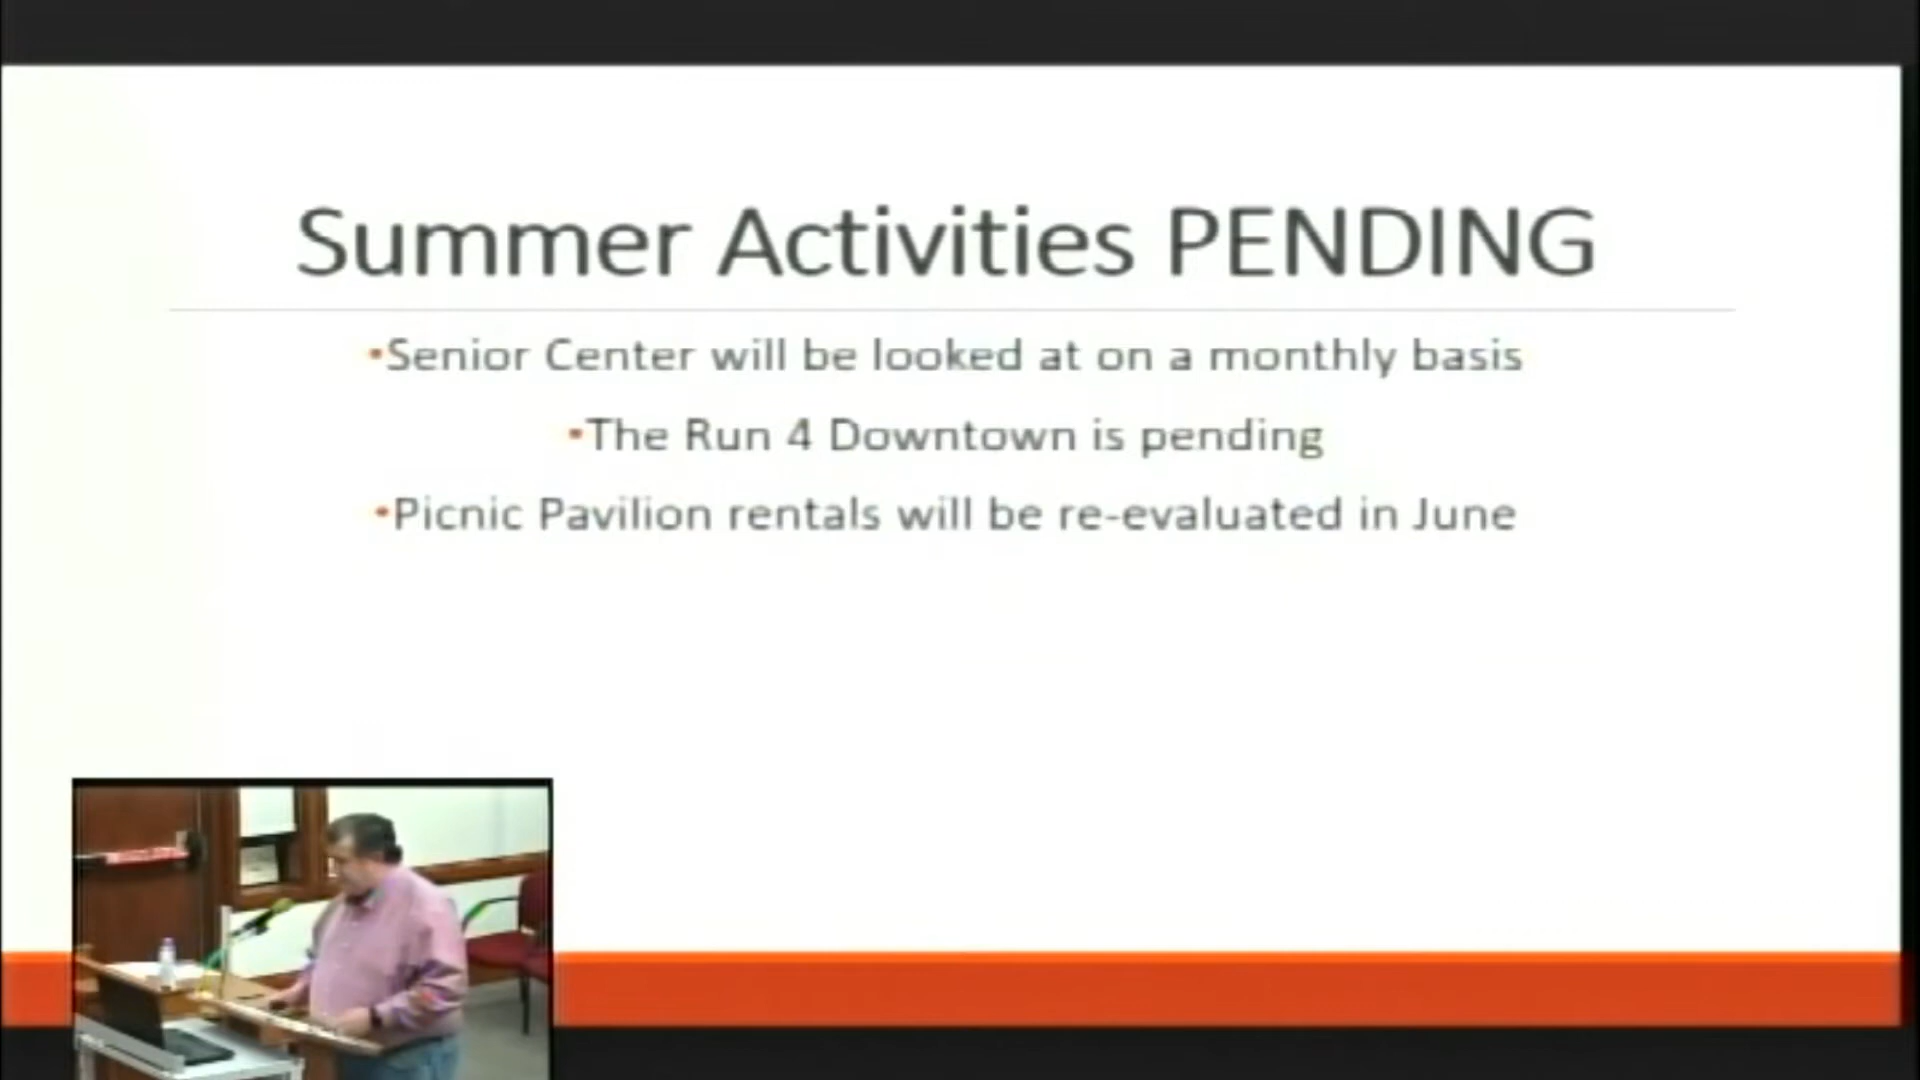 Summer Activities PENDING
•Senior Center will be looked at on a monthly basis
•The Run 4 Downtown is pending
•Picnic Pavilion rentals will be re-evaluated in June